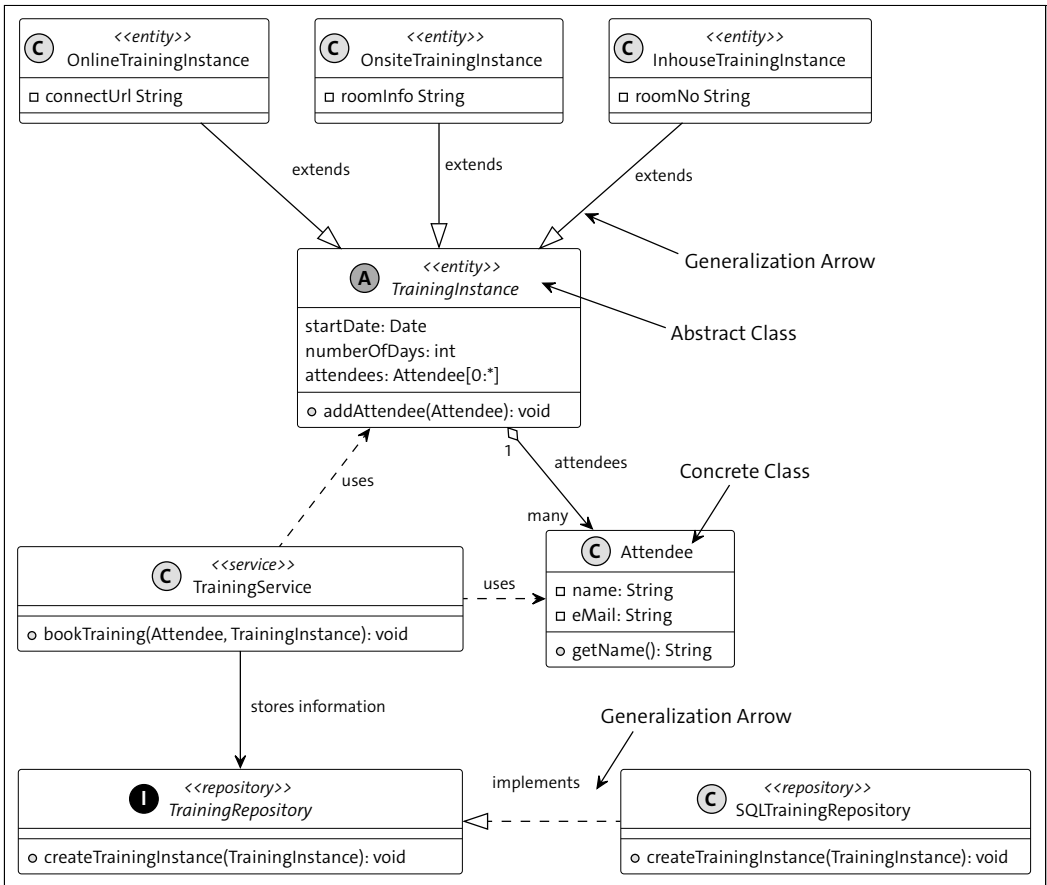 C
<<entity>>
OnlineTrainingInstance
connectUrl String
C
<<entity>>
OnsiteTrainingInstance
roomInfo String
C
<<entity>>
InhouseTrainingInstance
roomNo String
extends
extends
extends
Generalization Arrow
A
<<entity>>
TrainingInstance
startDate: Date
numberOfDays: int
attendees: Attendee[0:*]
addAttendee(Attendee): void
Abstract Class
1
attendees
many
uses
Concrete Class
C
<<service>>
TrainingService
bookTraining(Attendee, TrainingInstance): void
uses
C Attendee
name: String
eMail: String
getName(): String
stores information
Generalization Arrow
I
<<repository>>
TrainingRepository
createTrainingInstance(TrainingInstance): void
implements
C
<<repository>>
SQLTrainingRepository
createTrainingInstance(TrainingInstance): void